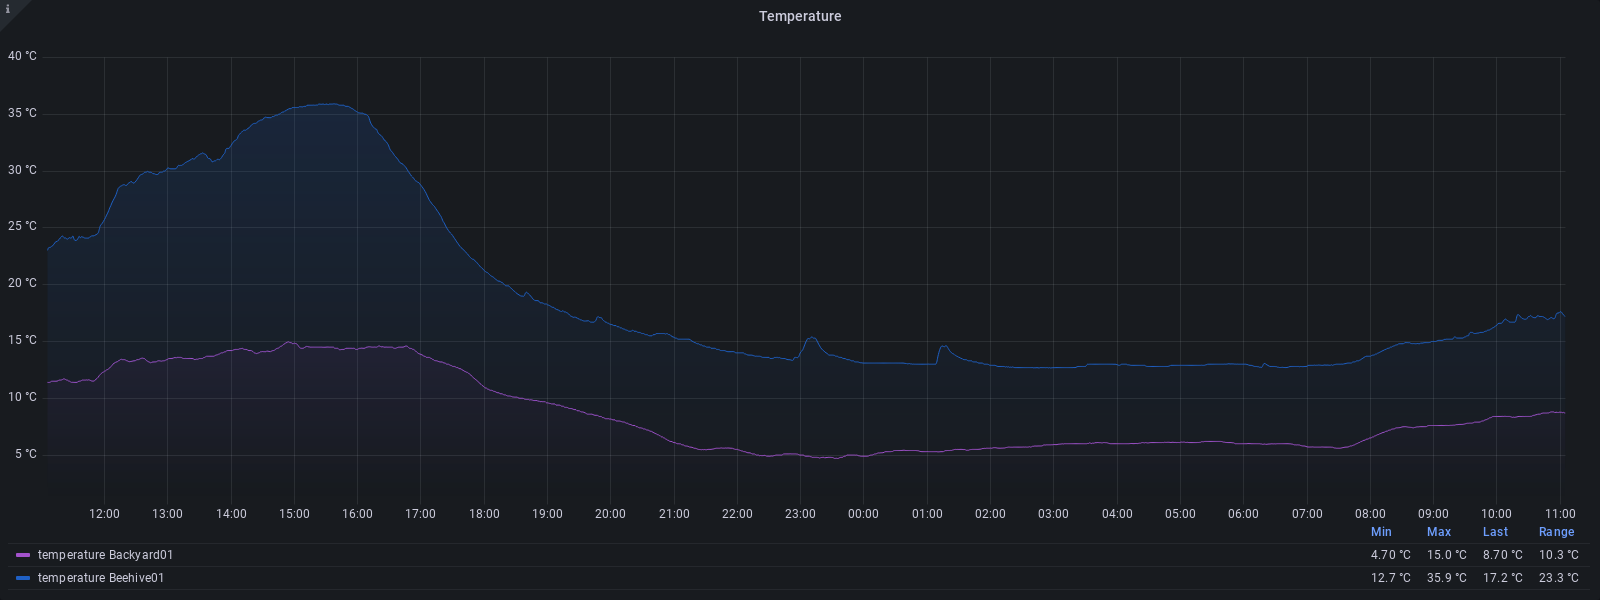 i
Temperature
40 °C
35 °C
30 °C
25 °C
20 °C
15 °C
10 °C
5 °C
12:00 13:00 14:00 15:00 16:00 17:00 18:00 19:00 20:00 21:00 22:00 23:00 00:00 01:00 02:00 03:00 04:00 05:00 06:00 07:00 08:00 09:00 10:00 11:00
Min Max Last Range
temperature Backyard01 4.70 °C 15.0 °C 8.70 °C 10.3 °C
temperature Beehive01 12.7 °C 35.9 °C 17.2 °C 23.3 °C